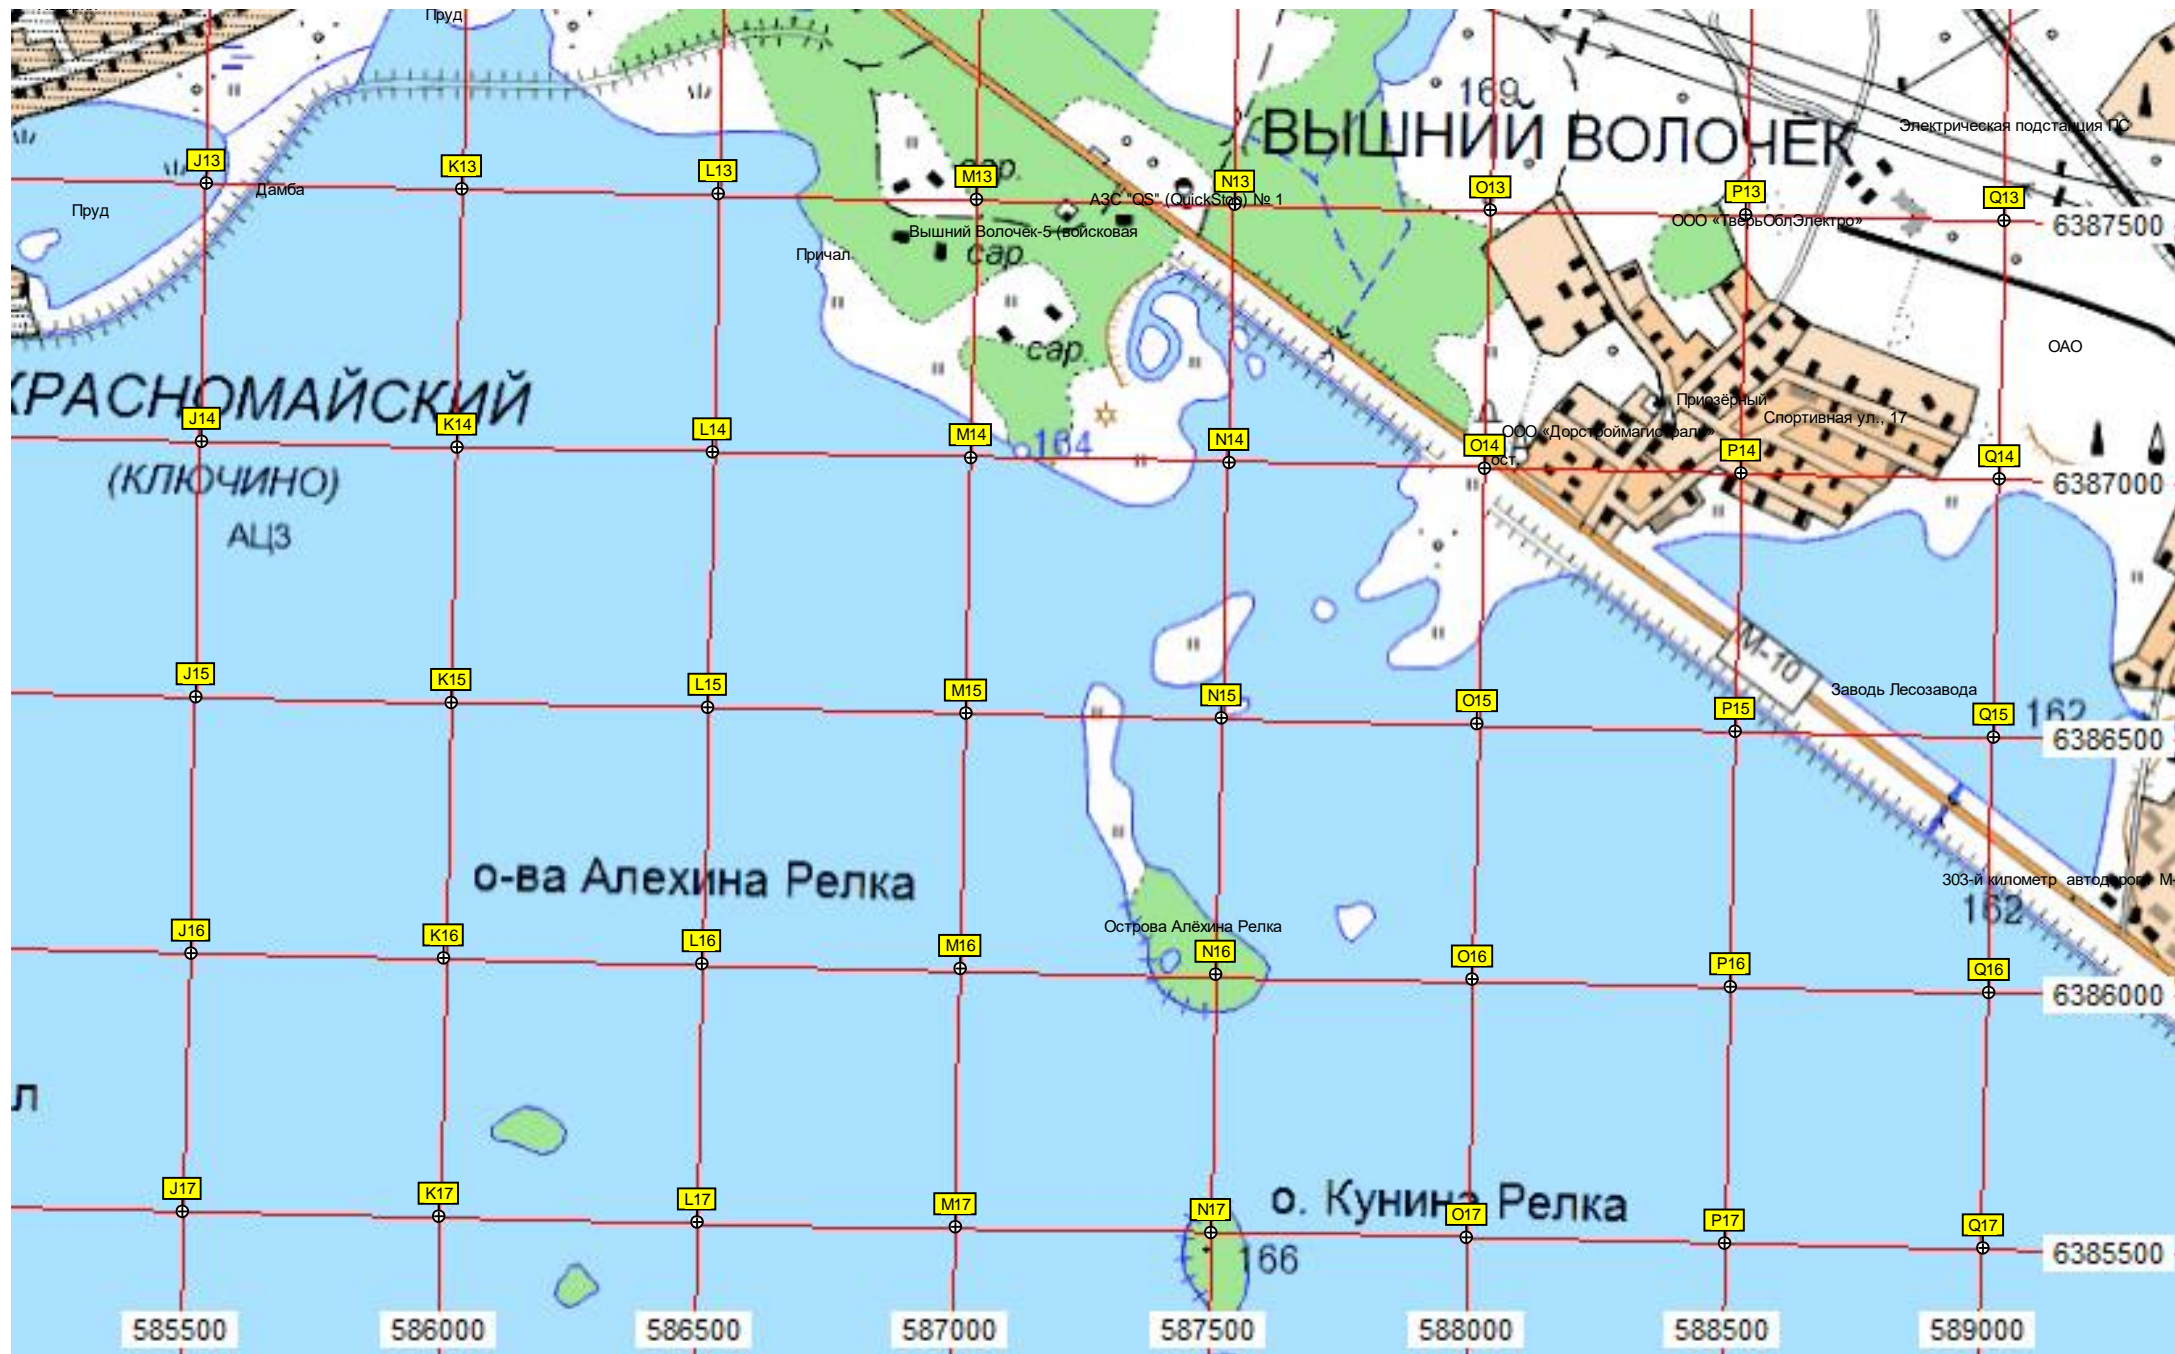 Пруд
169
ВЫШНИЙ ВОЛОЧЕК
Электрическая подстанция ПС
J13
K13
L13
M13
N13
O13
P13
Q13
Дамба
Пруд
АЗС "QS" (QuickStop) № 1
ООО «ТверьОблЭлектро»
6387500
Вышний Волочек-5 (войсковая
Причал
сар.
сар.
сар.
ОАО
КРАСНОМАЙСКИЙ
Приозёрный
Спортивная ул., 17
J14
K14
L14
M14
N14
O14
P14
Q14
164
ООО «Дорстроймагистраль»
ост.
(КЛЮЧИНО)
6387000
АЦЗ
М-10
J15
K15
L15
M15
N15
O15
P15
Q15
Заводь Лесозавода
162
6386500
о-ва Алехина Релка
303-й километр автодороги М-
162
Острова Алёхина Релка
J16
K16
L16
M16
N16
O16
P16
Q16
6386000
л
J17
K17
L17
M17
N17
O17
P17
Q17
о. Кунина Релка
166
6385500
585500
586000
586500
587000
587500
588000
588500
589000